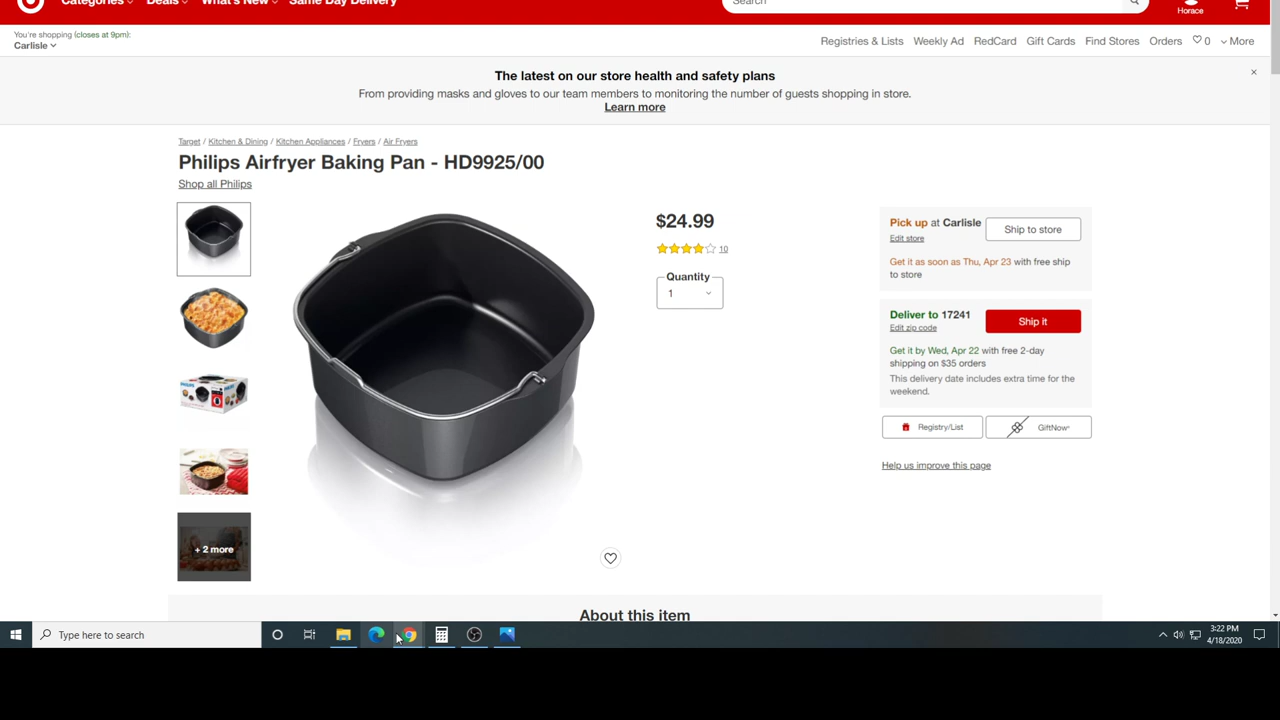 Categories Deals What's New Same Day Delivery
Search
Horace
You're shopping (closes at 9pm):
Carlisle
Registries & Lists Weekly Ad RedCard Gift Cards Find Stores Orders 0 More
The latest on our store health and safety plans
From providing masks and gloves to our team members to monitoring the number of guests shopping in store.
Learn more
Target / Kitchen & Dining / Kitchen Appliances / Fryers / Air Fryers
Philips Airfryer Baking Pan - HD9925/00
Shop all Philips
+ 2 more
$24.99
10
Quantity
1
Pick up at Carlisle
Edit store
Ship to store
Get it as soon as Thu, Apr 23 with free ship
to store
Deliver to 17241
Edit zip code
Ship it
Get it by Wed, Apr 22 with free 2-day
shipping on $35 orders
This delivery date includes extra time for the
weekend.
Registry/List
GiftNow
Help us improve this page
About this item
Type here to search
3:22 PM
4/18/2020